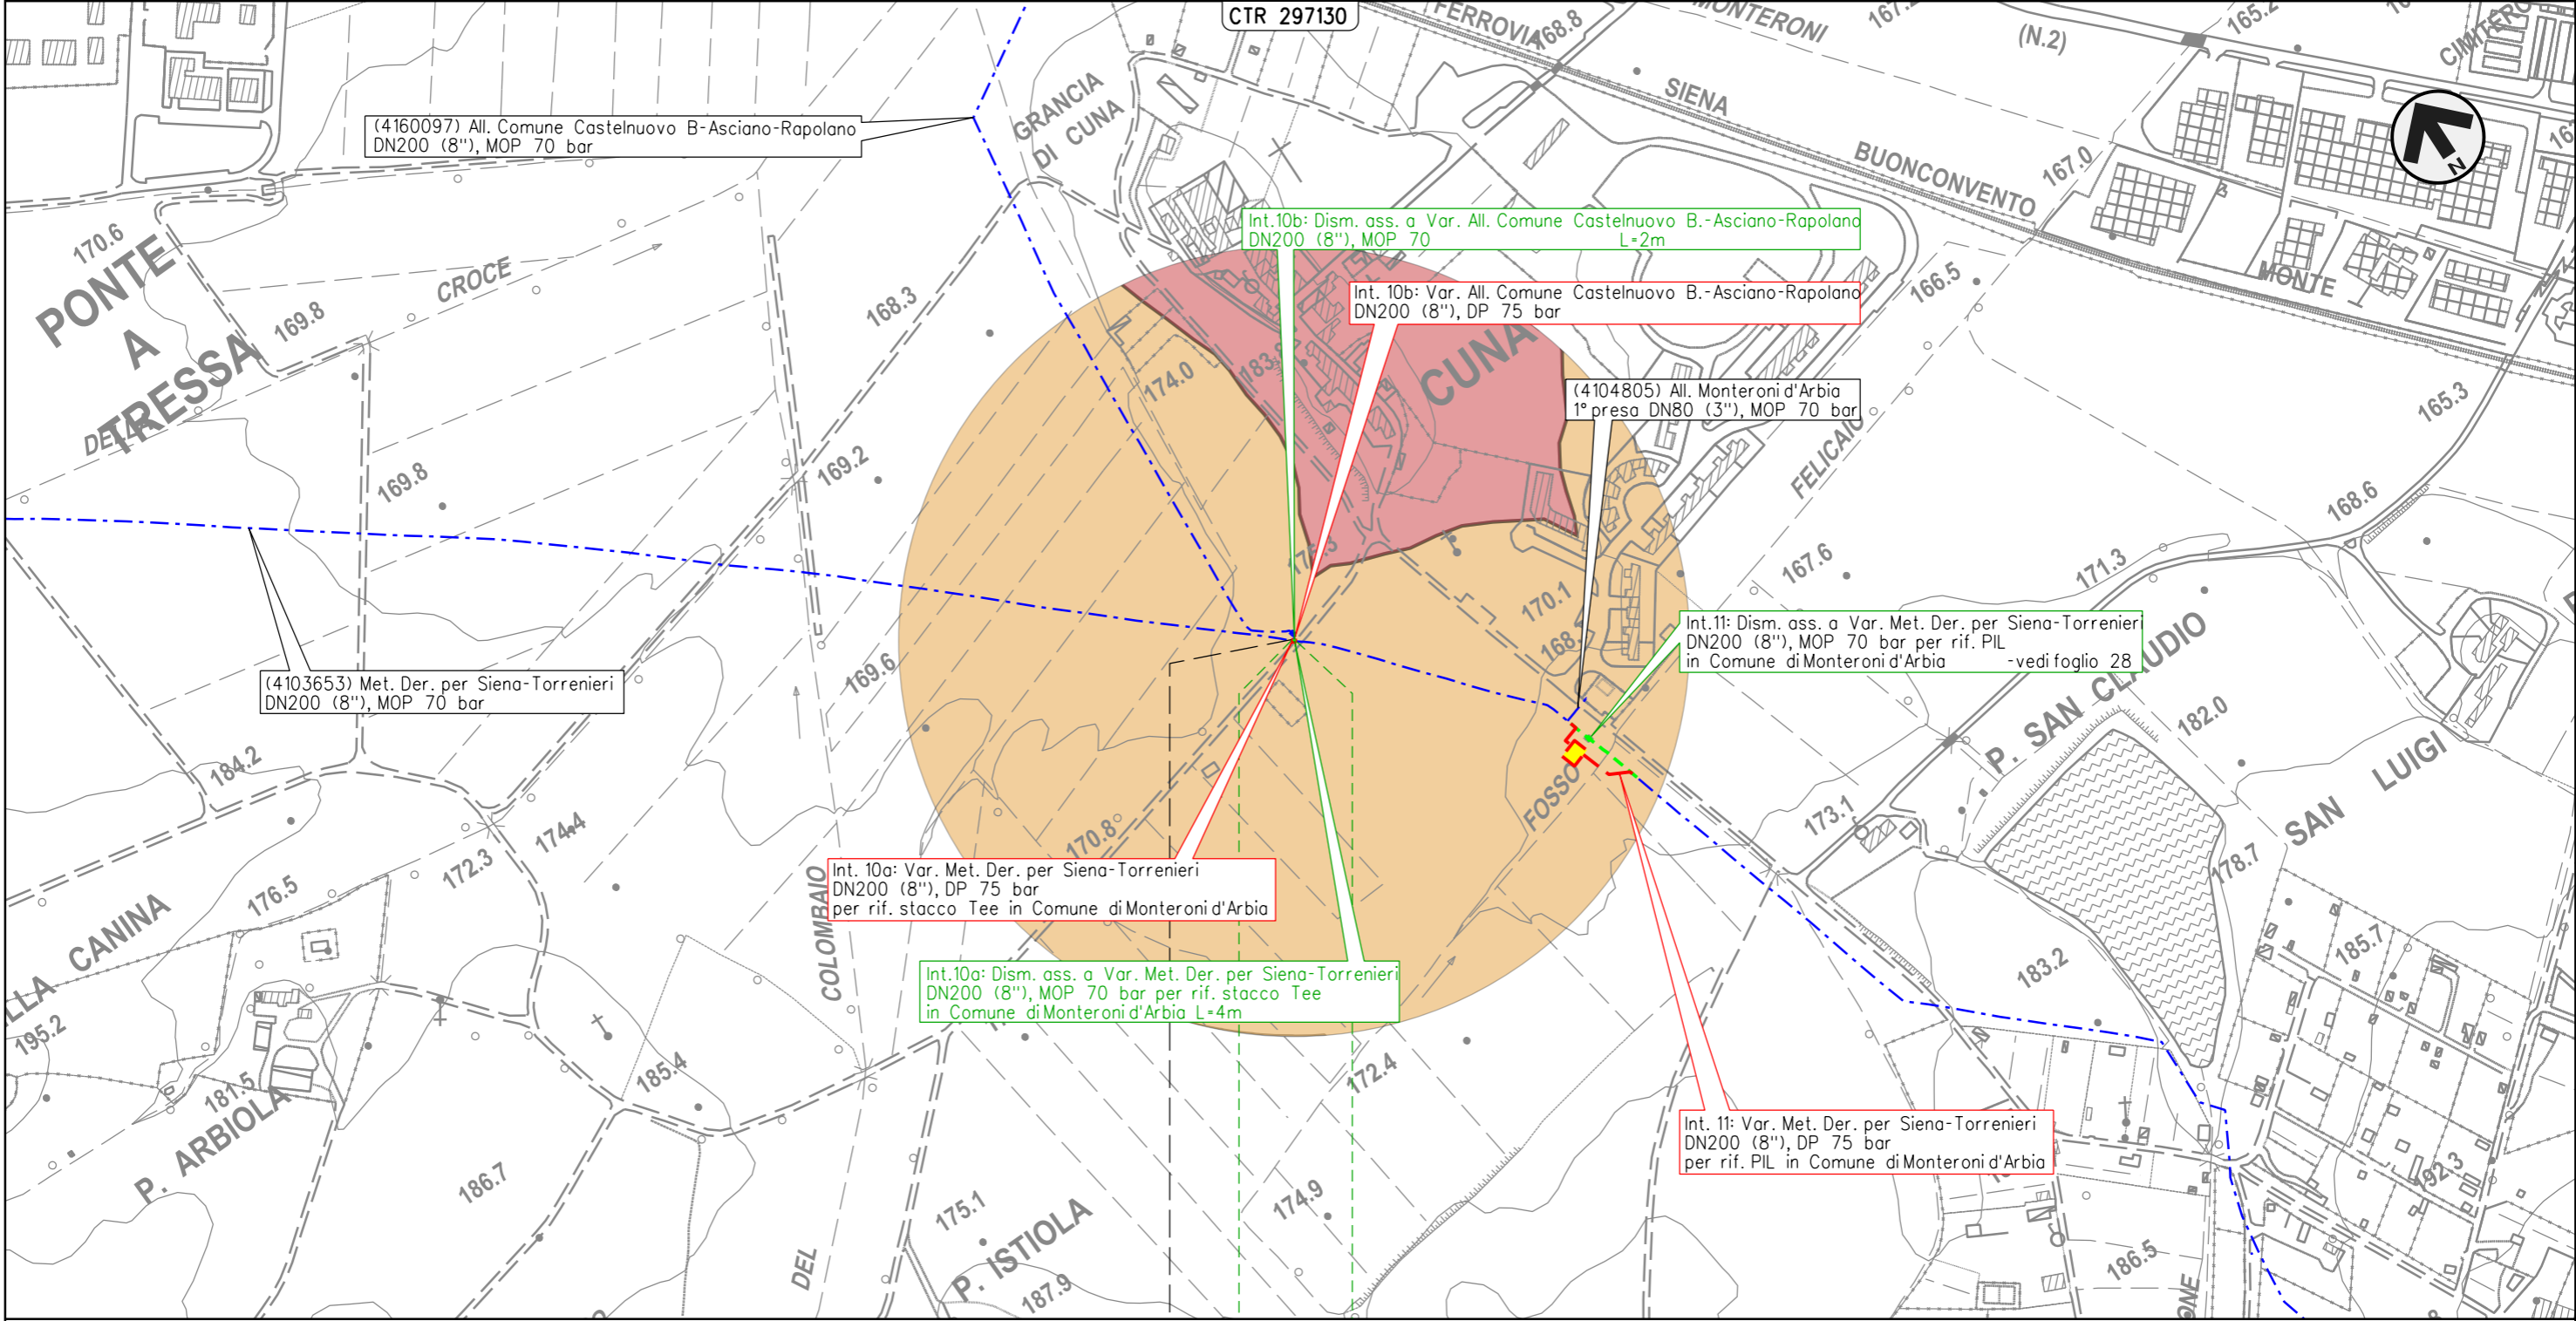 CTR 297130
FERROVIA
168.8
MONTERONI
(N.2)
165.2
CIMITERO
SIENA
BUONCONVENTO
167.0
MONTE
N
GRANCIA
DI CUNA
(4160097) All. Comune Castelnuovo B-Asciano-Rapolano
DN200 (8"), MOP 70 bar
170.6
PONTE
A
TRESSA
CROCE
169.8
168.3
Int.10b: Dism. ass. a Var. All. Comune Castelnuovo B.-Asciano-Rapolano
DN200 (8"), MOP 70 L=2m
Int. 10b: Var. All. Comune Castelnuovo B.-Asciano-Rapolano
DN200 (8"), DP 75 bar
166.5
174.0
183
CUNA
(4104805) All. Monteroni d'Arbia
1° presa DN80 (3"), MOP 70 bar
165.3
FELICAIO
169.8
169.2
168.6
167.6
171.3
170.1
168.
Int.11: Dism. ass. a Var. Met. Der. per Siena-Torrenieri
DN200 (8"), MOP 70 bar per rif. PIL
in Comune di Monteroni d'Arbia -vedi foglio 28
(4103653) Met. Der. per Siena-Torrenieri
DN200 (8"), MOP 70 bar
169.6
P. SAN CLAUDIO
182.0
SAN LUIGI
184.2
FOSSO
173.1
178.7
174.4
172.3
170.8
176.5
Int. 10a: Var. Met. Der. per Siena-Torrenieri
DN200 (8"), DP 75 bar
per rif. stacco Tee in Comune di Monteroni d'Arbia
COLOMBAIO
CANINA
195.2
185.7
183.2
Int.10a: Dism. ass. a Var. Met. Der. per Siena-Torrenieri
DN200 (8"), MOP 70 bar per rif. stacco Tee
in Comune di Monteroni d'Arbia L=4m
185.4
172.4
181.5
P. ARBIOLA
Int. 11: Var. Met. Der. per Siena-Torrenieri
DN200 (8"), DP 75 bar
per rif. PIL in Comune di Monteroni d'Arbia
192.3
186.7
175.1
174.9
P. ISTIOLA
187.9
DEL
186.5